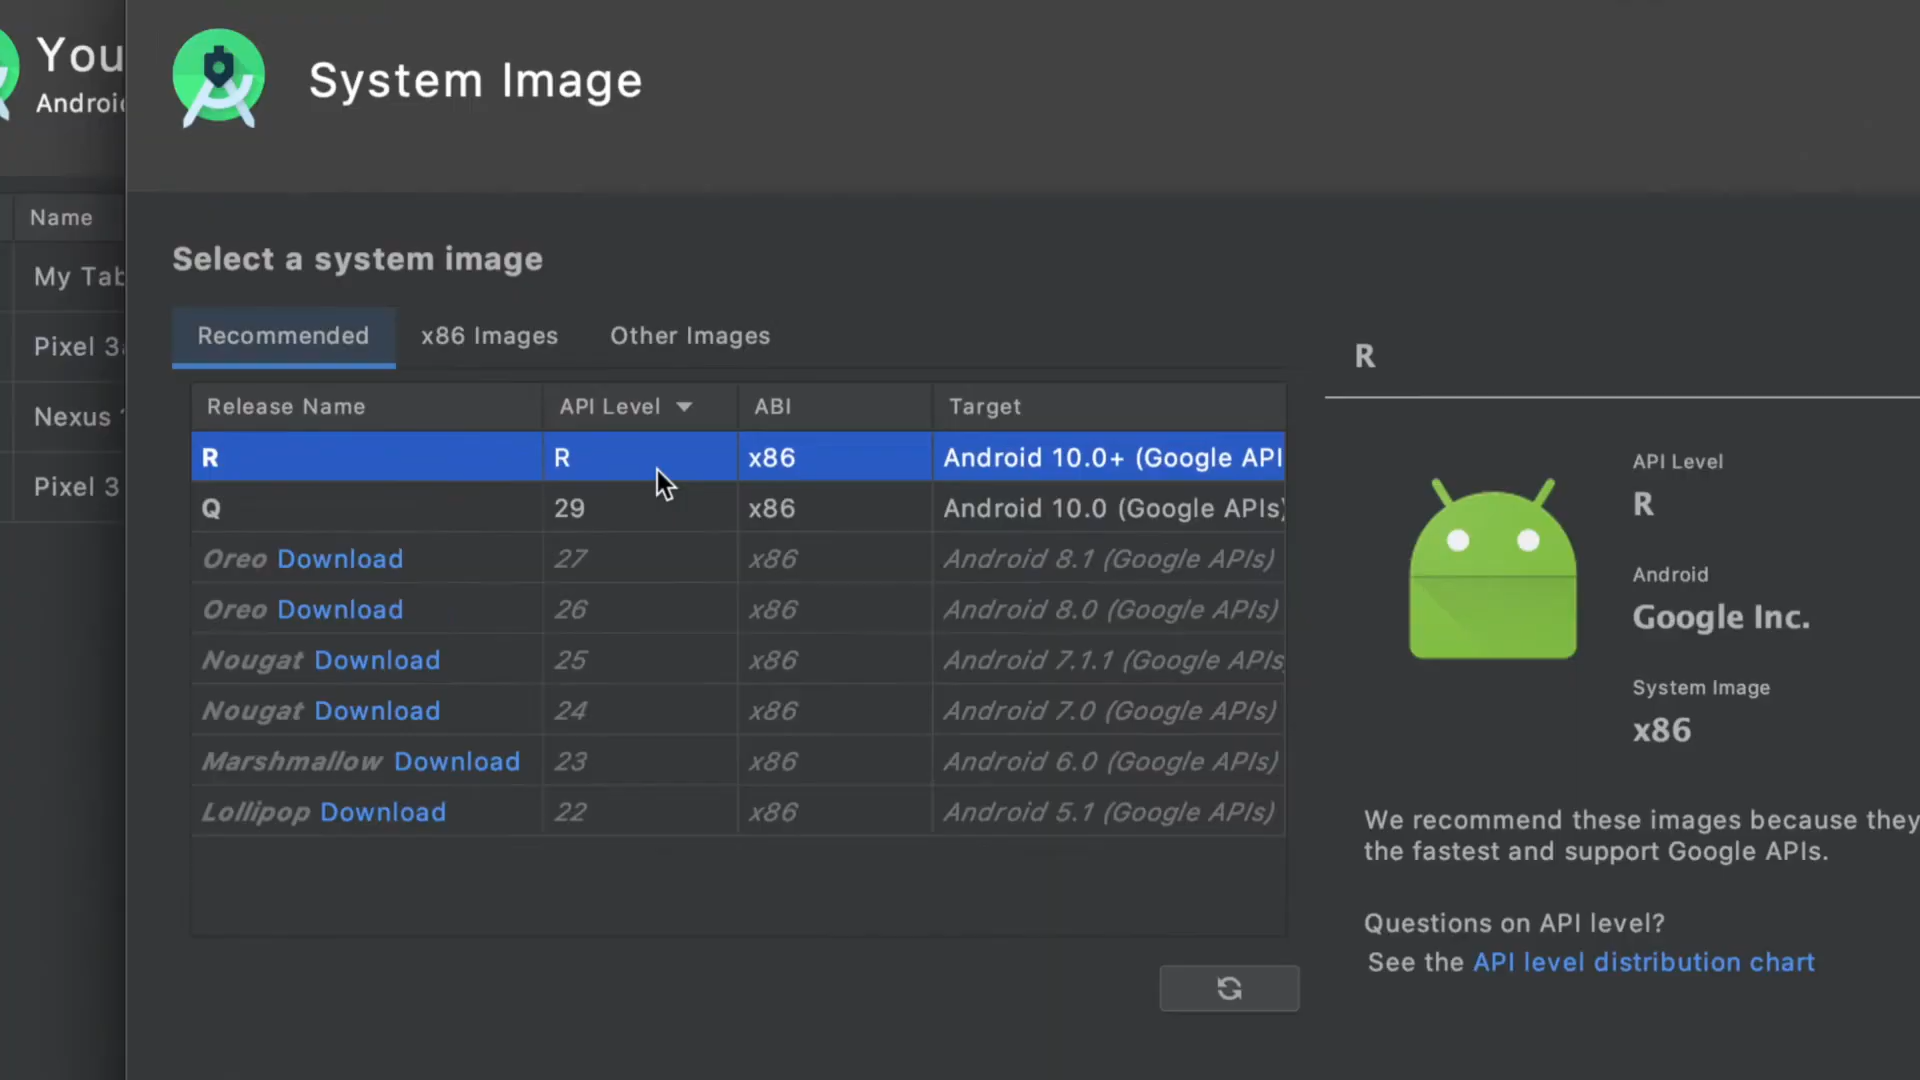 You
Androi
System Image
Name
My Tab
Pixel 3a
Nexus
Pixel 3
Select a system image
Recommended x86 Images Other Images
Release Name API Level ABI Target
R R x86 Android 10.0+ (Google API
Q 29 x86 Android 10.0 (Google APIs)
Oreo Download 27 x86 Android 8.1 (Google APIs)
Oreo Download 26 x86 Android 8.0 (Google APIs)
Nougat Download 25 x86 Android 7.1.1 (Google APIs
Nougat Download 24 x86 Android 7.0 (Google APIs)
Marshmallow Download 23 x86 Android 6.0 (Google APIs)
Lollipop Download 22 x86 Android 5.1 (Google APIs)
R
API Level
R
Android
Google Inc.
System Image
x86
We recommend these images because they
the fastest and support Google APIs.
Questions on API level?
See the API level distribution chart